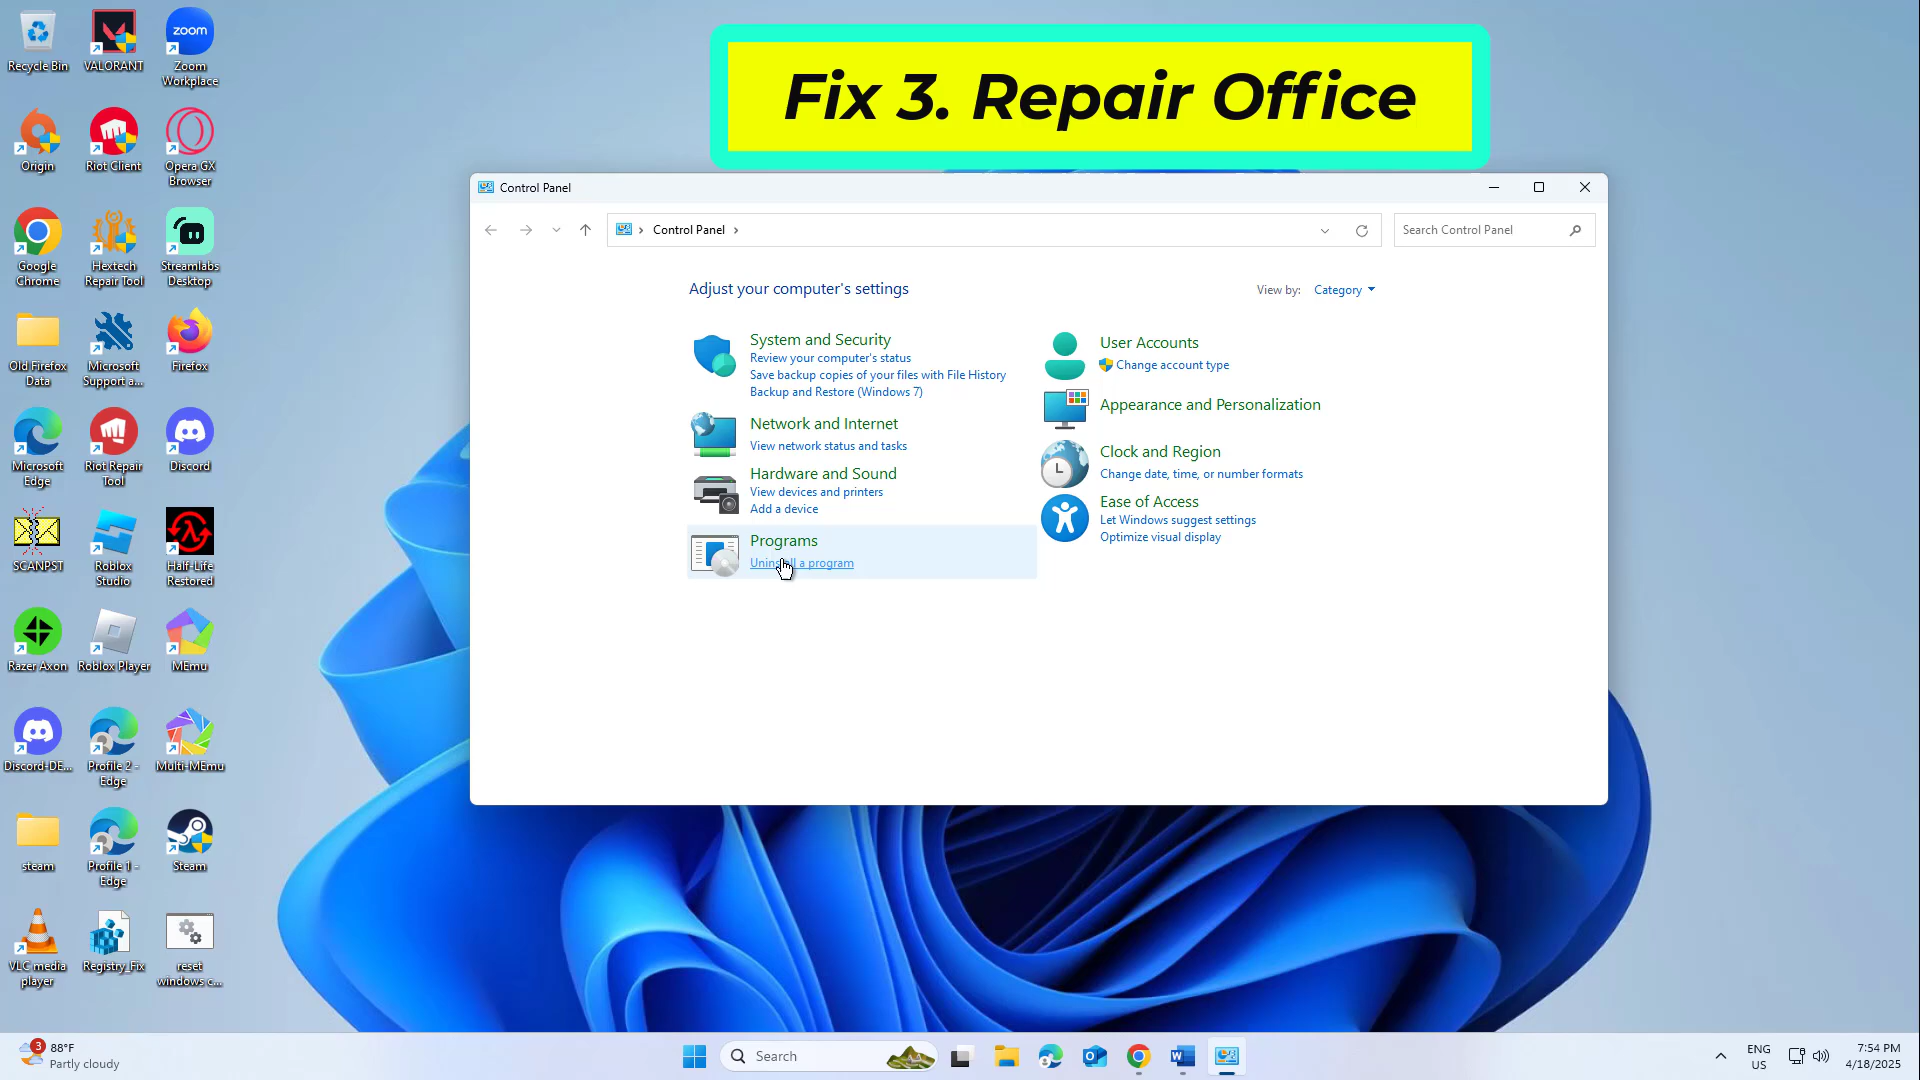 Fix 3. Repair Office
Recycle Bin
VALORANT
zoom
Zoom
Workplace
Origin
Riot Client
Opera GX
Browser
Google
Chrome
Hextech
Repair Tool
Streamlabs
Desktop
Old Firefox
Data
Microsoft
Support a...
Firefox
Microsoft
Edge
Riot Repair
Tool
Discord
SCANPST
Roblox
Studio
Half-Life
Restored
Razer Axon
Roblox Player
MEmu
Discord-DE...
Profile 2 -
Edge
Multi-MEmu
steam
Profile 1 -
Edge
Steam
VLC media
player
Registry_Fix
reset
windows c...
Control Panel
Control Panel
Search Control Panel
Adjust your computer's settings
View by: Category
System and Security
Review your computer's status
Save backup copies of your files with File History
Backup and Restore (Windows 7)
Network and Internet
View network status and tasks
Hardware and Sound
View devices and printers
Add a device
Programs
Uninstall a program
User Accounts
Change account type
Appearance and Personalization
Clock and Region
Change date, time, or number formats
Ease of Access
Let Windows suggest settings
Optimize visual display
3
88°F
Partly cloudy
Search
ENG
US
7:54 PM
4/18/2025